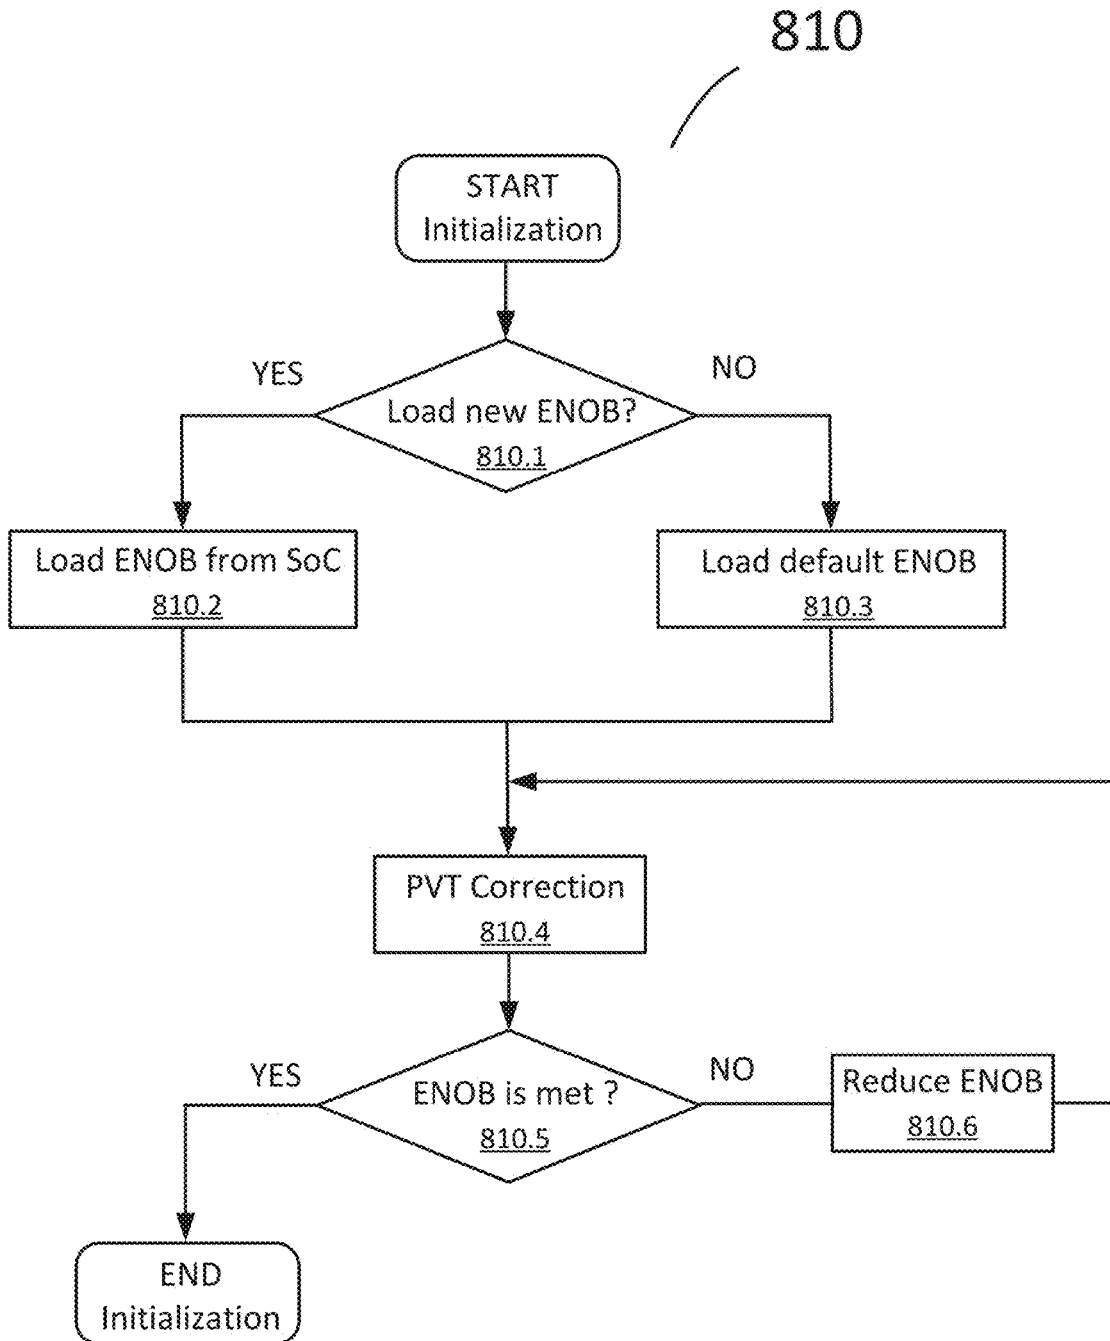 810
START
Initialization
YES
NO
Load new ENOB?
810.1
Load ENOB from SoC
810.2
Load default ENOB
810.3
PVT Correction
810.4
YES
ENOB is met ?
810.5
NO
Reduce ENOB
810.6
END
Initialization